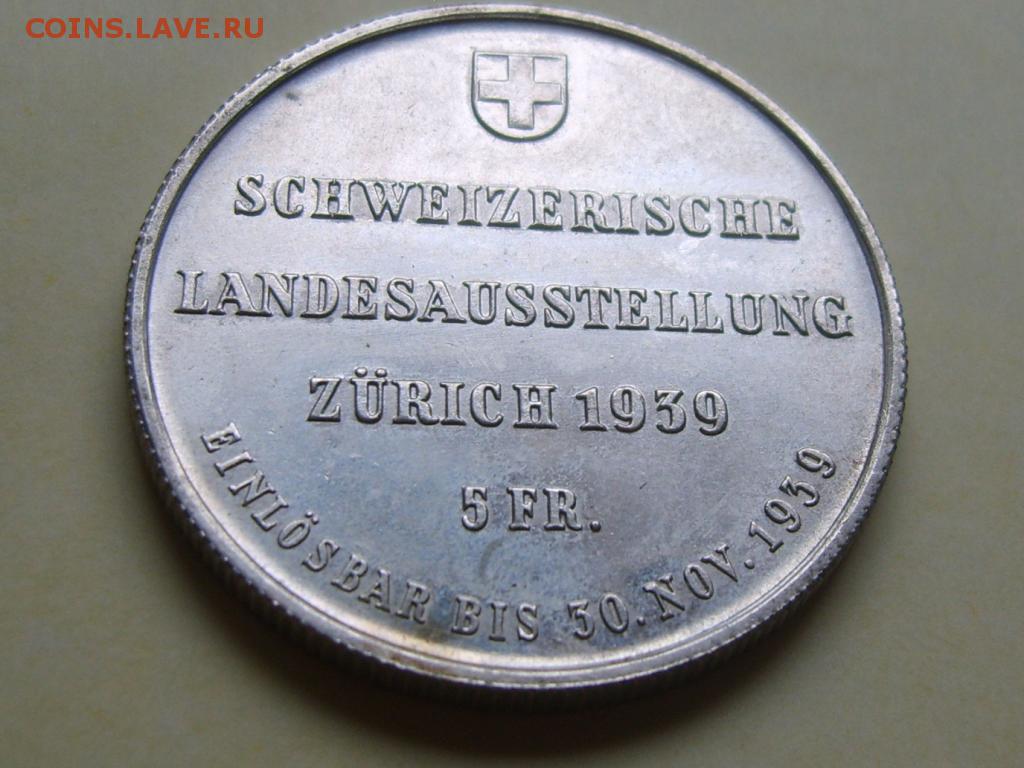 COINS.LAVE.RU
SCHWEIZERISCHE
LANDESAUSSTELLUNG
ZÜRICH 1939
5 FR.
EINLÖSBAR BIS 30. NOV. 1939